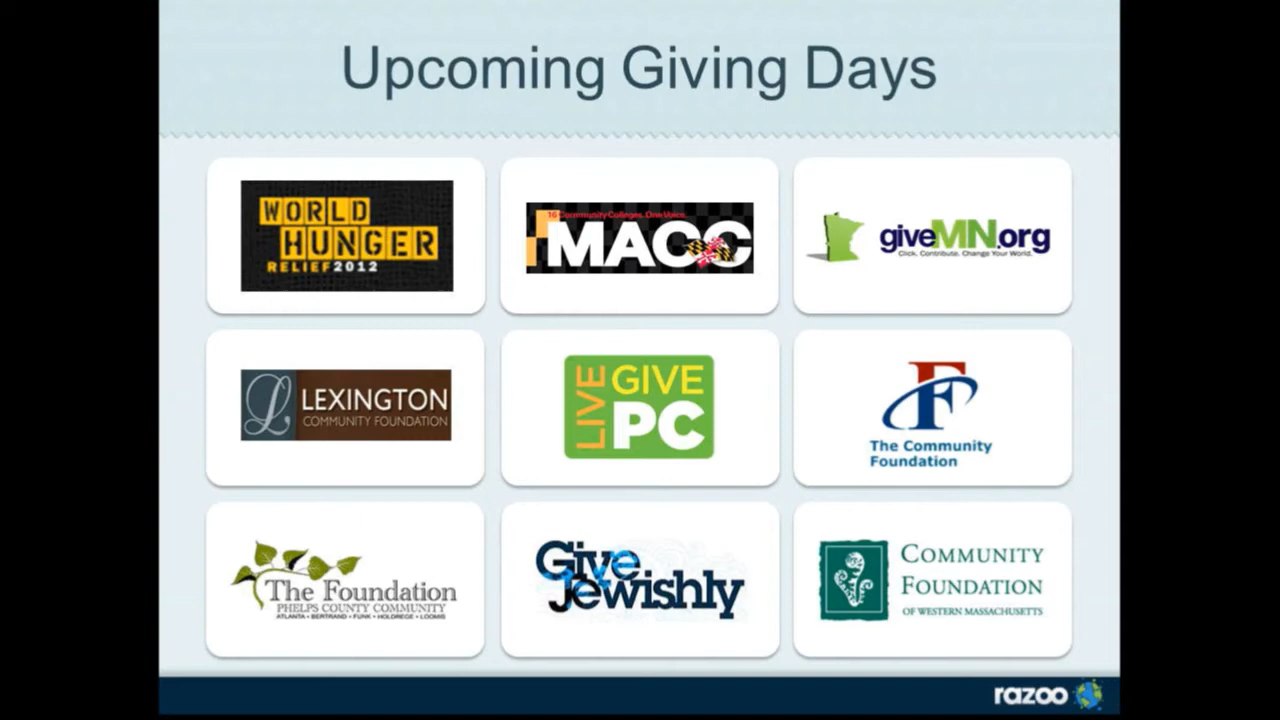 Upcoming Giving Days
WORLD
HUNGER
RELIEF2012
16 Community Colleges. One Voice.
MACC
giveMN.org
Click. Contribute. Change Your World.
L LEXINGTON
COMMUNITY FOUNDATION
LIVE
GIVE
PC
F
The Community
Foundation
The Foundation
PHELPS COUNTY COMMUNITY
ATLANTA • BERTRAND • FUNK • HOLDREGE • LOOMIS
Give
Jewishly
COMMUNITY
FOUNDATION
OF WESTERN MASSACHUSETTS
razoo